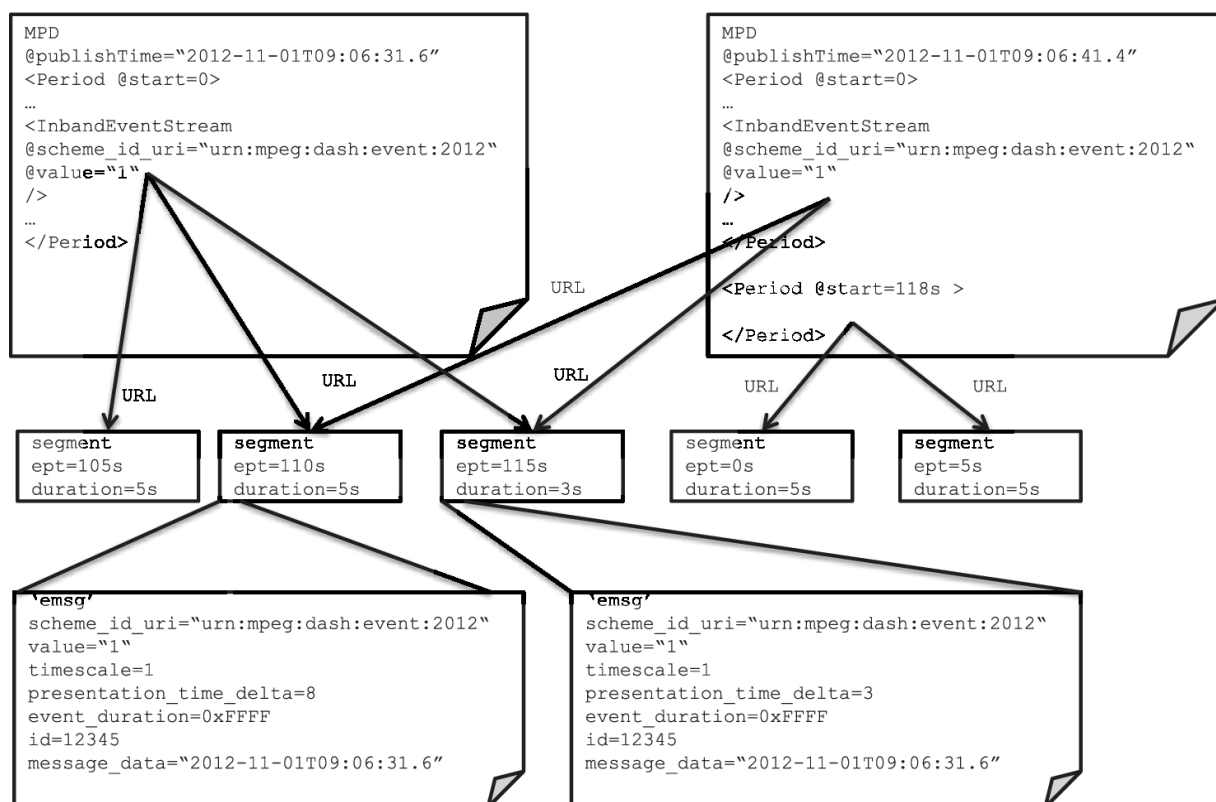 MPD
@publishTime=“2012-11-01T09:06:31.6”
<Period @start=0>
…
<InbandEventStream
@scheme_id_uri=“urn:mpeg:dash:event:2012“
@value=“1“
/>
…
</Period>
MPD
@publishTime=“2012-11-01T09:06:41.4”
<Period @start=0>
…
<InbandEventStream
@scheme_id_uri=“urn:mpeg:dash:event:2012“
@value=“1“
/>
…
</Period>
<Period @start=118s >
</Period>
URL
URL
URL
URL
URL
URL
segment
ept=105s
duration=5s
segment
ept=110s
duration=5s
segment
ept=115s
duration=3s
segment
ept=0s
duration=5s
segment
ept=5s
duration=5s
‘emsg’
scheme_id_uri=“urn:mpeg:dash:event:2012“
value=“1“
timescale=1
presentation_time_delta=8
event_duration=0xFFFF
id=12345
message_data=“2012-11-01T09:06:31.6”
‘emsg’
scheme_id_uri=“urn:mpeg:dash:event:2012“
value=“1“
timescale=1
presentation_time_delta=3
event_duration=0xFFFF
id=12345
message_data=“2012-11-01T09:06:31.6”